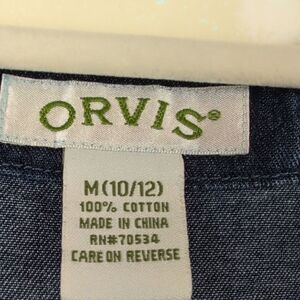 ORVIS®
M (10/12)
100% COTTON
MADE IN CHINA
RN#70534
CARE ON REVERSE